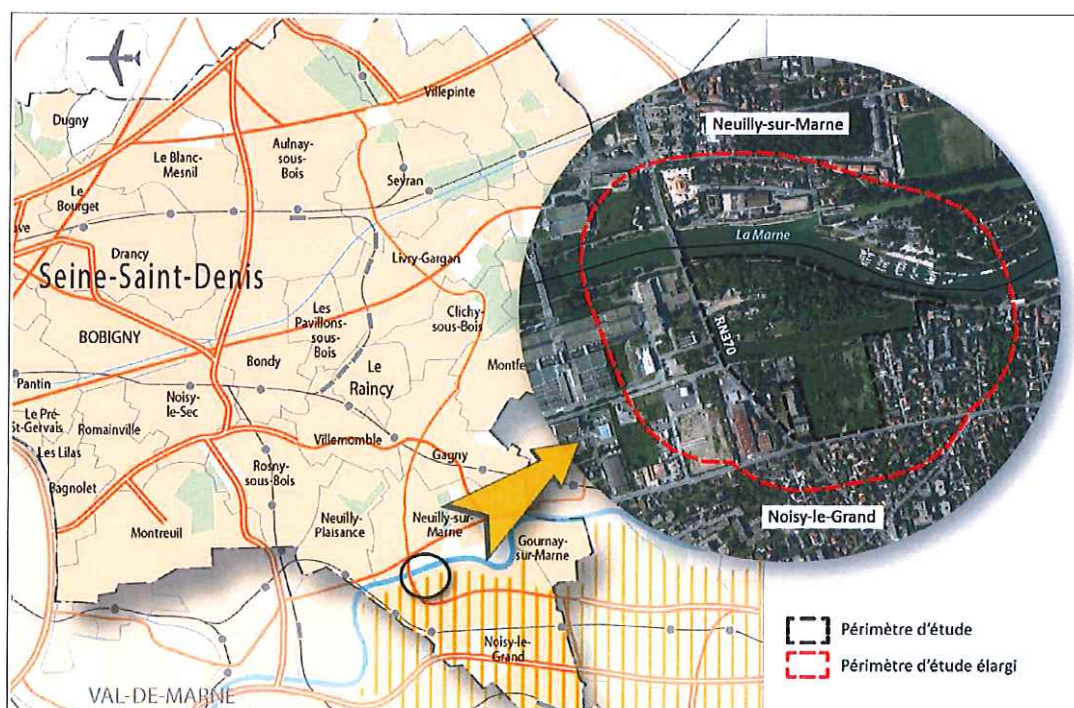 Dugny
Villepinte
Le Blanc-
Mesnil
Aulnay-
sous-
Bois
Sevran
Le
Bourget
Drancy
Livry-Gargan
Seine-Saint-Denis
Les
Pavillons-
sous-
Bois
Clichy-
sous-Bois
BOBIGNY
Bondy
Le
Raincy
Pantin
Noisy-
le-Sec
Le Pré-
St-Gervais
Romainville
Les Lilas
Villemomble
Gagny
Bagnolet
Rosny-
sous-Bois
Montreuil
Neuilly-
Plaisance
Neuilly-sur-
Marne
Gournay-
sur-Marne
Noisy-le-
Grand
VAL-DE-MARNE
Neuilly-sur-Marne
La Marne
RN370
Noisy-le-Grand
Périmètre d'étude
Périmètre d'étude élargi